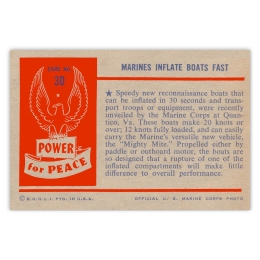 CARD NO.
30
POWER
for PEACE
MARINES INFLATE BOATS FAST
★ Speedy new reconnaissance boats that
can be inflated in 30 seconds and trans-
port troops or equipment, were recently
unveiled by the Marine Corps at Quan-
tico, Va. These boats make 20 knots or
over; 12 knots fully loaded, and can easily
carry the Marine's versatile new vehicle,
the "Mighty Mite." Propelled either by
paddle or outboard motor, the boats are
so designed that a rupture of one of the
inflated compartments will make little
difference to overall performance.
© B.G.H.L.I. PTD. IN U.S.A.
OFFICIAL U. S. MARINE CORPS PHOTO